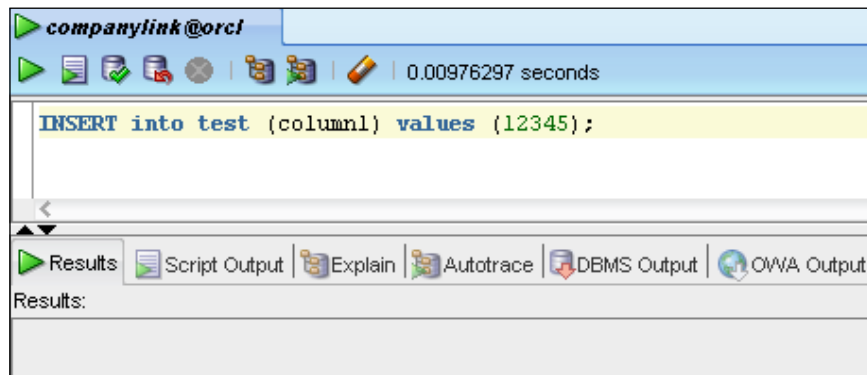 companylink@orcl
0.00976297 seconds
INSERT into test (column1) values (12345);
Results Script Output Explain Autotrace DBMS Output OWA Output
Results: